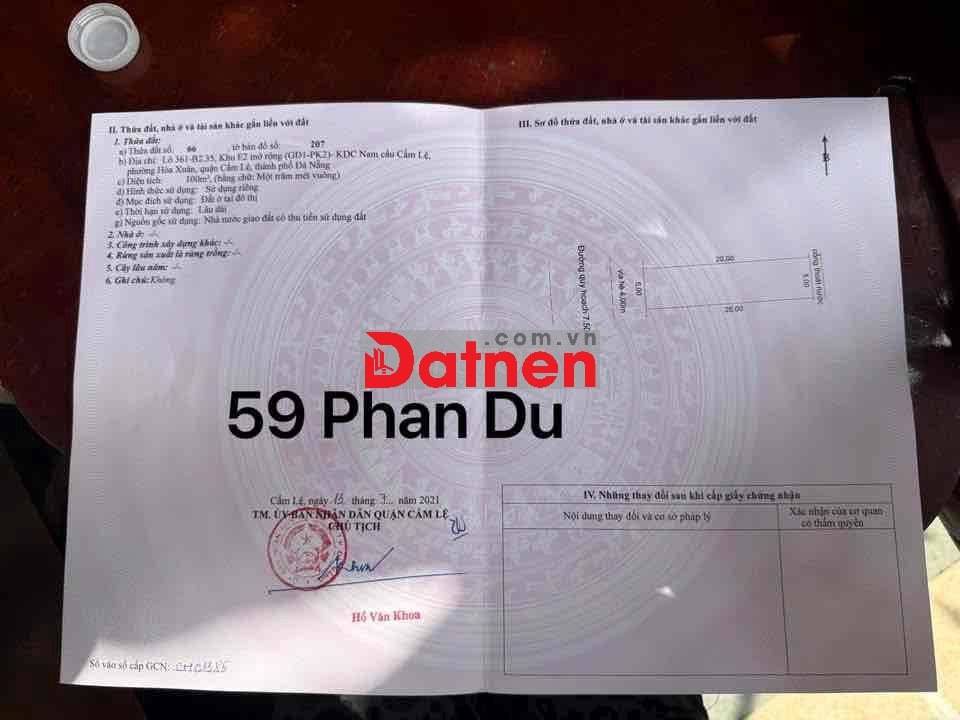 II. Thửa đất, nhà ở và tài sản khác gắn liền với đất
1. Thửa đất:
a) Thửa đất số: 66 , tờ bản đồ số: 207
b) Địa chỉ: Lô 361-B2.35, Khu E2 mở rộng (GĐ1-PK2)- KDC Nam cầu Cẩm Lệ,
phường Hòa Xuân, quận Cẩm Lệ, thành phố Đà Nẵng
c) Diện tích: 100m², (bằng chữ: Một trăm mét vuông)
d) Hình thức sử dụng: Sử dụng riêng
đ) Mục đích sử dụng: Đất ở tại đô thị
e) Thời hạn sử dụng: Lâu dài
g) Nguồn gốc sử dụng: Nhà nước giao đất có thu tiền sử dụng đất
2. Nhà ở: -/-
3. Công trình xây dựng khác: -/-
4. Rừng sản xuất là rừng trồng: -/-
5. Cây lâu năm: -/-
6. Ghi chú: Không
III. Sơ đồ thửa đất, nhà ở và tài sản khác gắn liền với đất
B
Đường quy hoạch 7.50
Vỉa hè 4,00m
5.00
20.00
20.00
5.00
cống thoát nước
.com.vn
Datnen
59 Phan Du
Cẩm Lệ, ngày 13 tháng 7 năm 2021
TM. ỦY BAN NHÂN DÂN QUẬN CẨM LỆ
CHỦ TỊCH
Hồ Văn Khoa
Số vào sổ cấp GCN:
IV. Những thay đổi sau khi cấp giấy chứng nhận
Nội dung thay đổi và cơ sở pháp lý
Xác nhận của cơ quan
có thẩm quyền